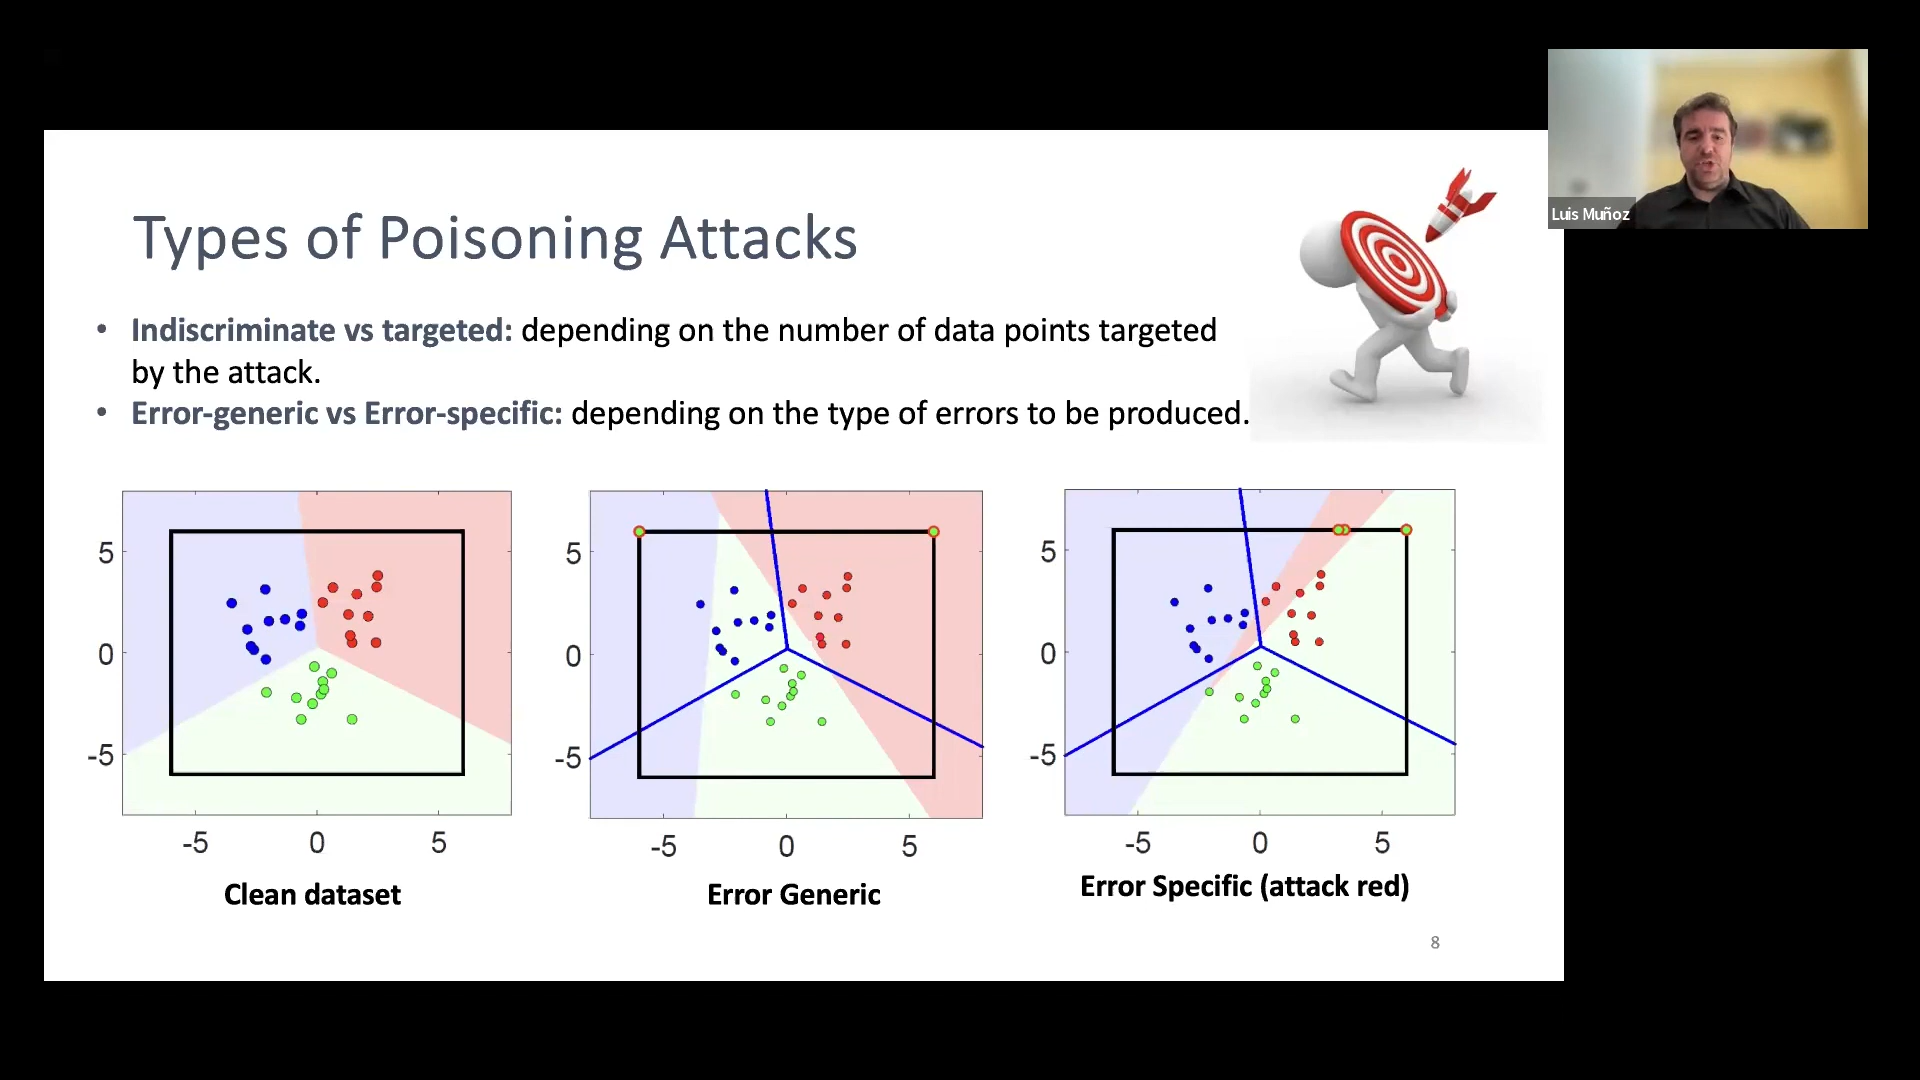 Luis Muñoz
Types of Poisoning Attacks
• Indiscriminate vs targeted: depending on the number of data points targeted
by the attack.
• Error-generic vs Error-specific: depending on the type of errors to be produced.
5
0
-5
-5 0 5
Clean dataset
5
0
-5
-5 0 5
Error Generic
5
0
-5
-5 0 5
Error Specific (attack red)
8